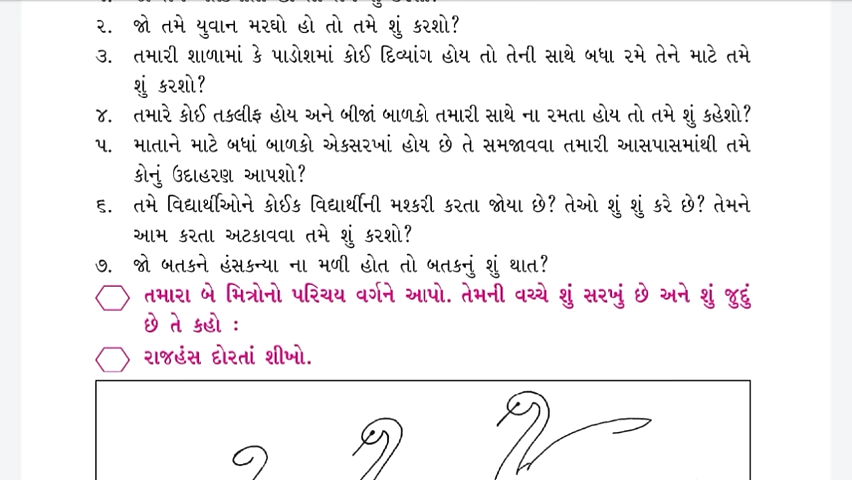 ૨. જો તમે યુવાન મરઘો હો તો તમે શું કરશો?
૩. તમારી શાળામાં કે પાડોશમાં કોઈ દિવ્યાંગ હોય તો તેની સાથે બધા રમે તેને માટે તમે
શું કરશો?
૪. તમારે કોઈ તકલીફ હોય અને બીજાં બાળકો તમારી સાથે ના રમતા હોય તો તમે શું કહેશો?
૫. માતાને માટે બધાં બાળકો એકસરખાં હોય છે તે સમજાવવા તમારી આસપાસમાંથી તમે
કોનું ઉદાહરણ આપશો?
૬. તમે વિદ્યાર્થીઓને કોઈક વિદ્યાર્થીની મશ્કરી કરતા જોયા છે? તેઓ શું શું કરે છે? તેમને
આમ કરતા અટકાવવા તમે શું કરશો?
૭. જો બતકને હંસકન્યા ના મળી હોત તો બતકનું શું થાત?
તમારા બે મિત્રોનો પરિચય વર્ગને આપો. તેમની વચ્ચે શું સરખું છે અને શું જુદું
છે તે કહો :
રાજહંસ દોરતાં શીખો.